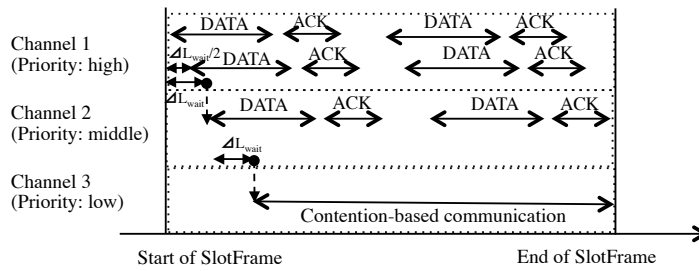 DATA ACK DATA ACK
Channel 1
(Priority: high)
⊿L_wait/2 DATA ACK DATA ACK
⊿L_wait
Channel 2
(Priority: middle)
DATA ACK DATA ACK
⊿L_wait
Channel 3
(Priority: low)
Contention-based communication
Start of SlotFrame End of SlotFrame